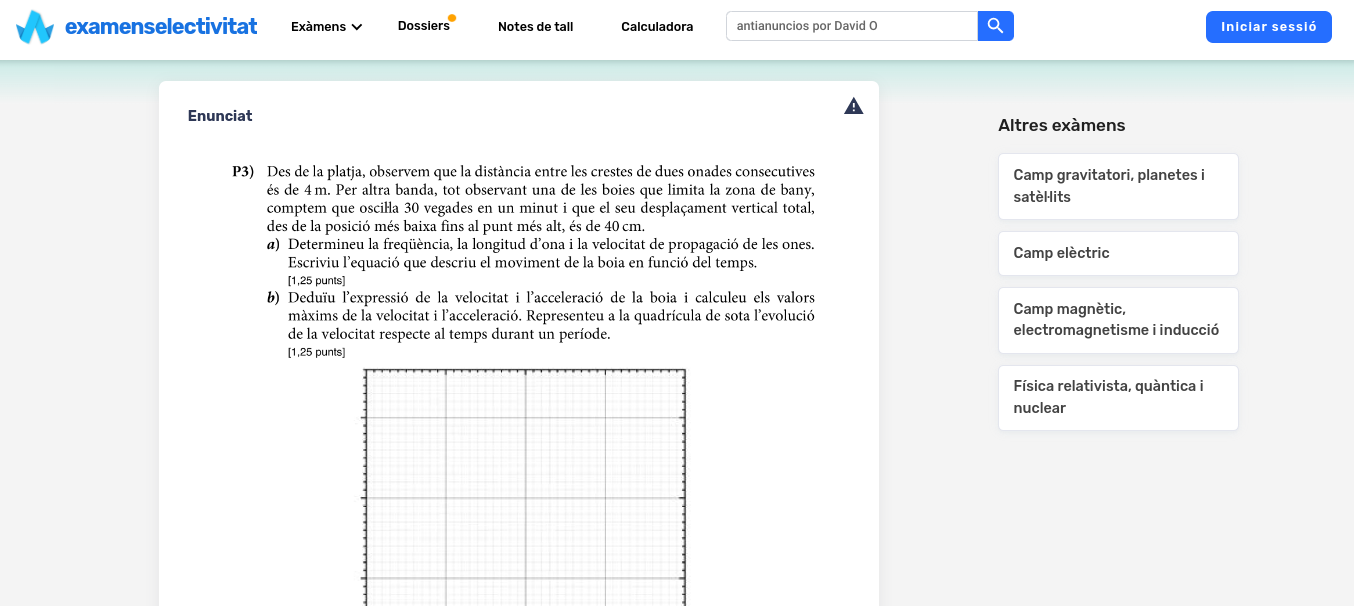 examenselectivitat
Exàmens
Dossiers
Notes de tall
Calculadora
antianuncios por David O
Iniciar sessió
Enunciat
P3) Des de la platja, observem que la distància entre les crestes de dues onades consecutives
és de 4 m. Per altra banda, tot observant una de les boies que limita la zona de bany,
comptem que oscil·la 30 vegades en un minut i que el seu desplaçament vertical total,
des de la posició més baixa fins al punt més alt, és de 40 cm.
a) Determineu la freqüència, la longitud d’ona i la velocitat de propagació de les ones.
Escriviu l’equació que descriu el moviment de la boia en funció del temps.
[1,25 punts]
b) Deduïu l’expressió de la velocitat i l’acceleració de la boia i calculeu els valors
màxims de la velocitat i l’acceleració. Representeu a la quadrícula de sota l’evolució
de la velocitat respecte al temps durant un període.
[1,25 punts]
Altres exàmens
Camp gravitatori, planetes i
satèl·lits
Camp elèctric
Camp magnètic,
electromagnetisme i inducció
Física relativista, quàntica i
nuclear